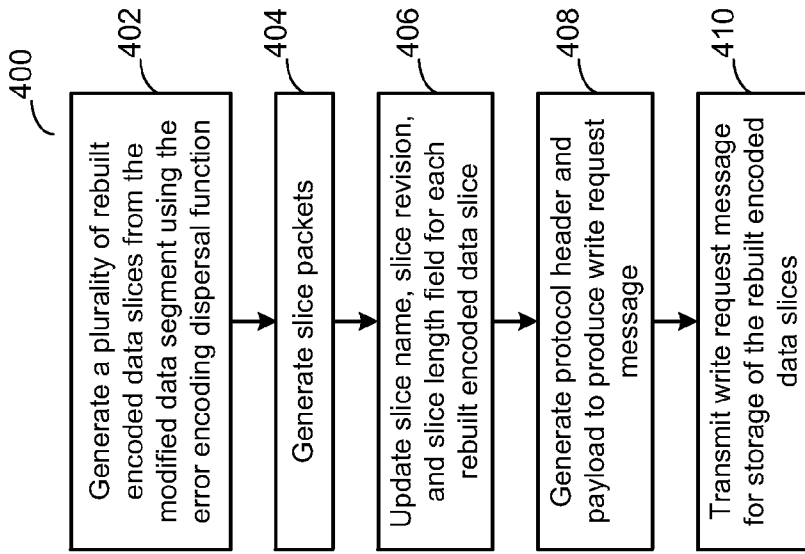 400
402
Generate a plurality of rebuilt
encoded data slices from the
modified data segment using the
error encoding dispersal function
404
Generate slice packets
406
Update slice name, slice revision,
and slice length field for each
rebuilt encoded data slice
408
Generate protocol header and
payload to produce write request
message
410
Transmit write request message
for storage of the rebuilt encoded
data slices